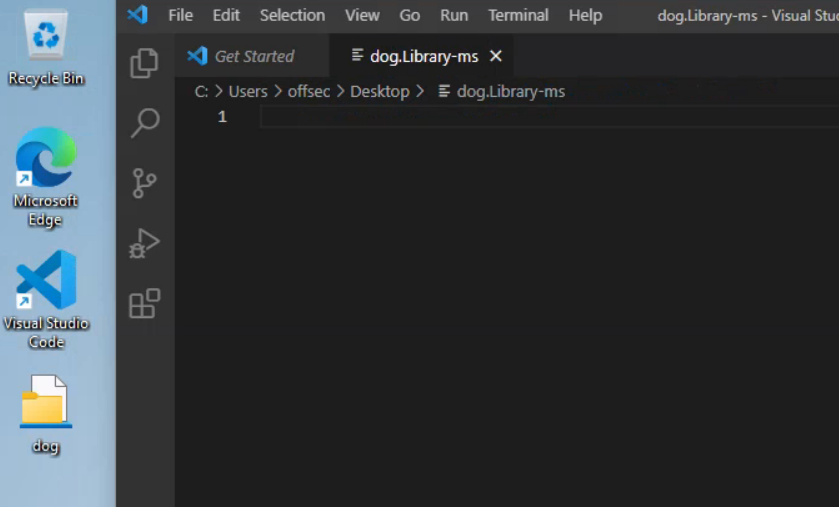 Recycle Bin
Microsoft
Edge
Visual Studio
Code
dog
File Edit Selection View Go Run Terminal Help dog.Library-ms - Visual Stu
Get Started dog.Library-ms
C: > Users > offsec > Desktop > dog.Library-ms
1